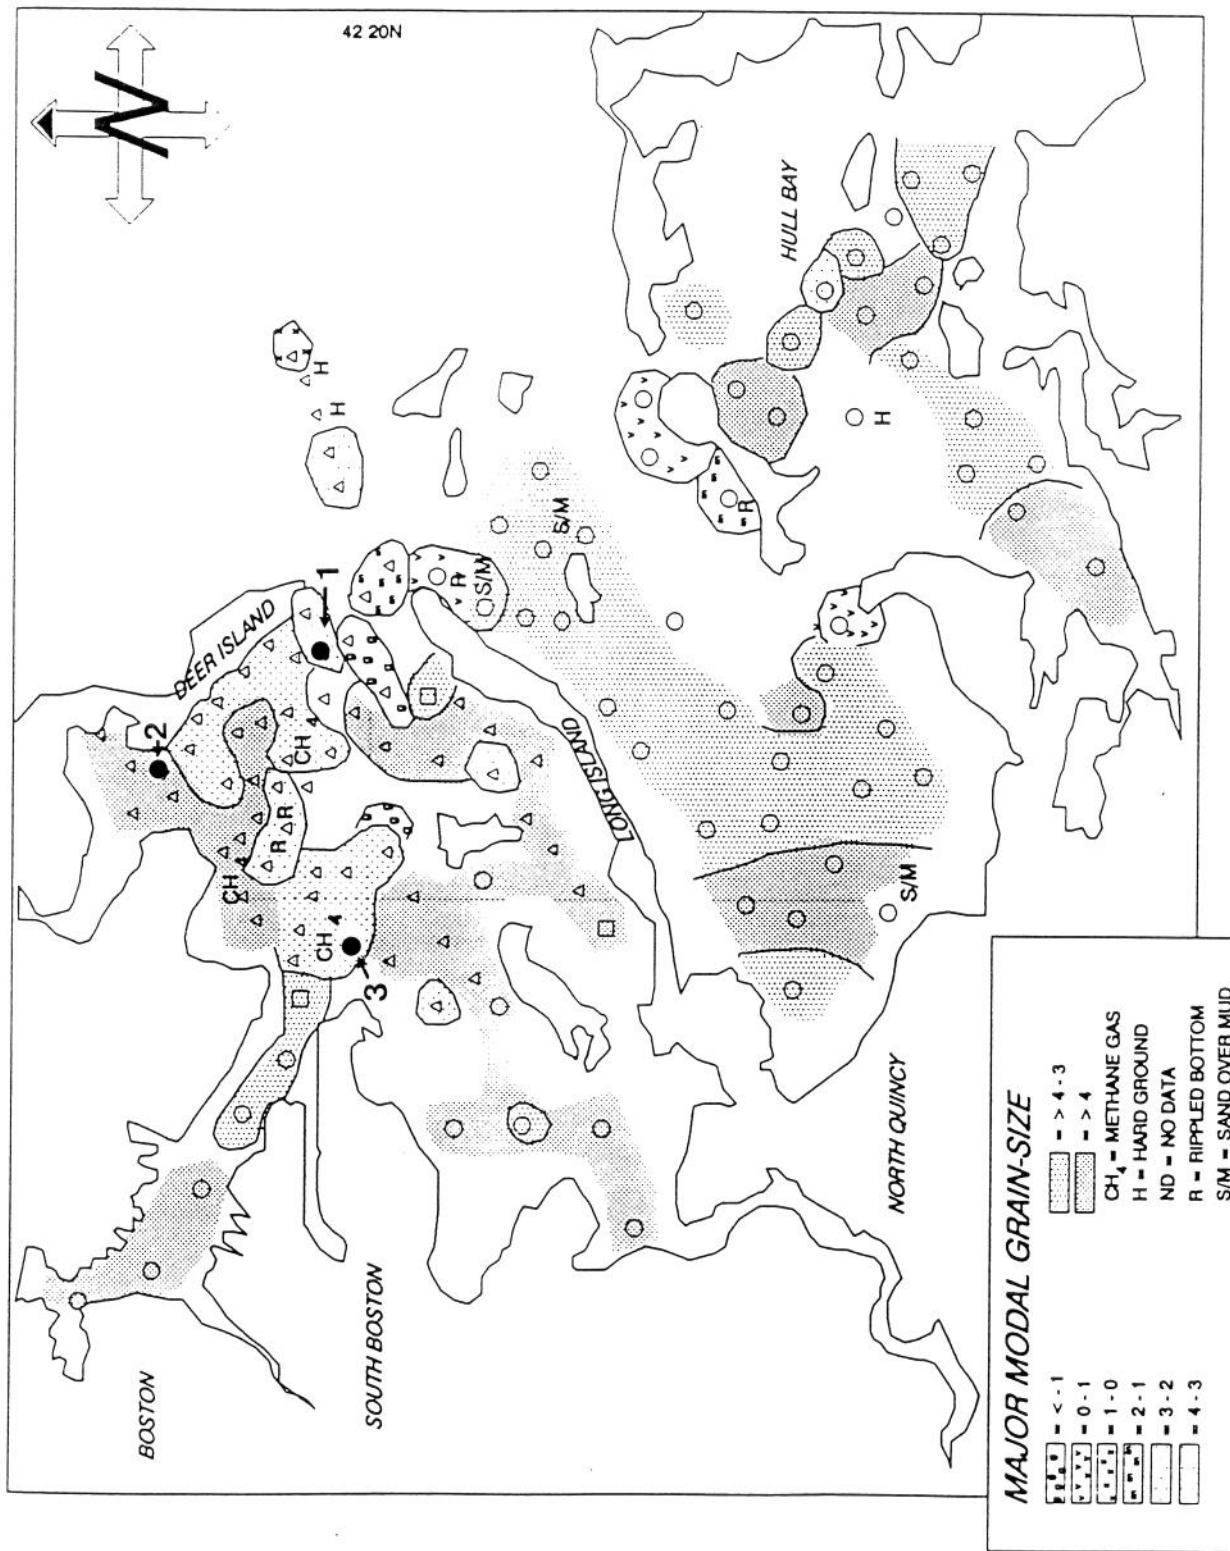 42 20N
N
BOSTON
SOUTH BOSTON
NORTH QUINCY
DEER ISLAND
LONG ISLAND
HULL BAY
1
2
3
CH4
CH4
CH4
R
R
H
H
R
S/M
S/M
R
H
S/M
MAJOR MODAL GRAIN-SIZE
= < - 1
= 0 - 1
= 1 - 0
= 2 - 1
= 3 - 2
= 4 - 3
= > 4 - 3
= > 4
CH4 = METHANE GAS
H = HARD GROUND
ND = NO DATA
R = RIPPLED BOTTOM
S/M = SAND OVER MUD